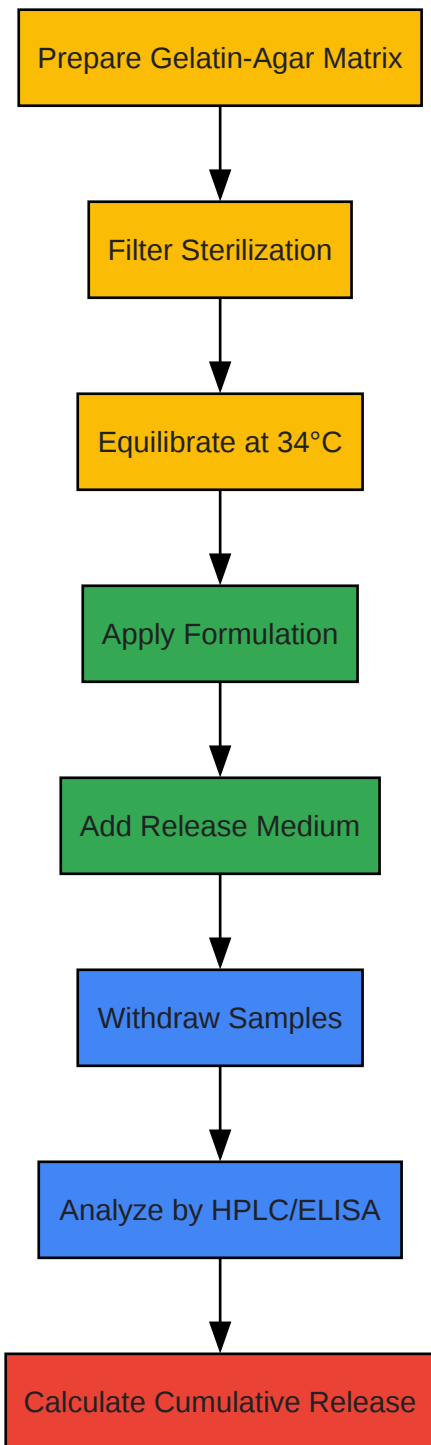 Prepare Gelatin-Agar Matrix
Filter Sterilization
Equilibrate at 34°C
Apply Formulation
Add Release Medium
Withdraw Samples
Analyze by HPLC/ELISA
Calculate Cumulative Release